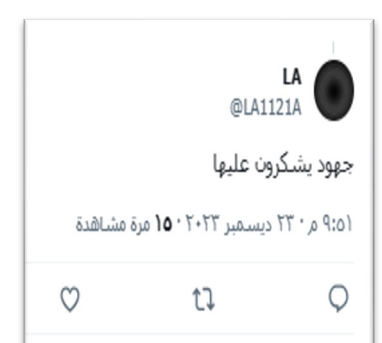 LA
@LA1121A
جهود يشكرون عليها
٩:٥١ م · ٢٣ ديسمبر ٢٠٢٣ · ١٥ مرة مشاهدة